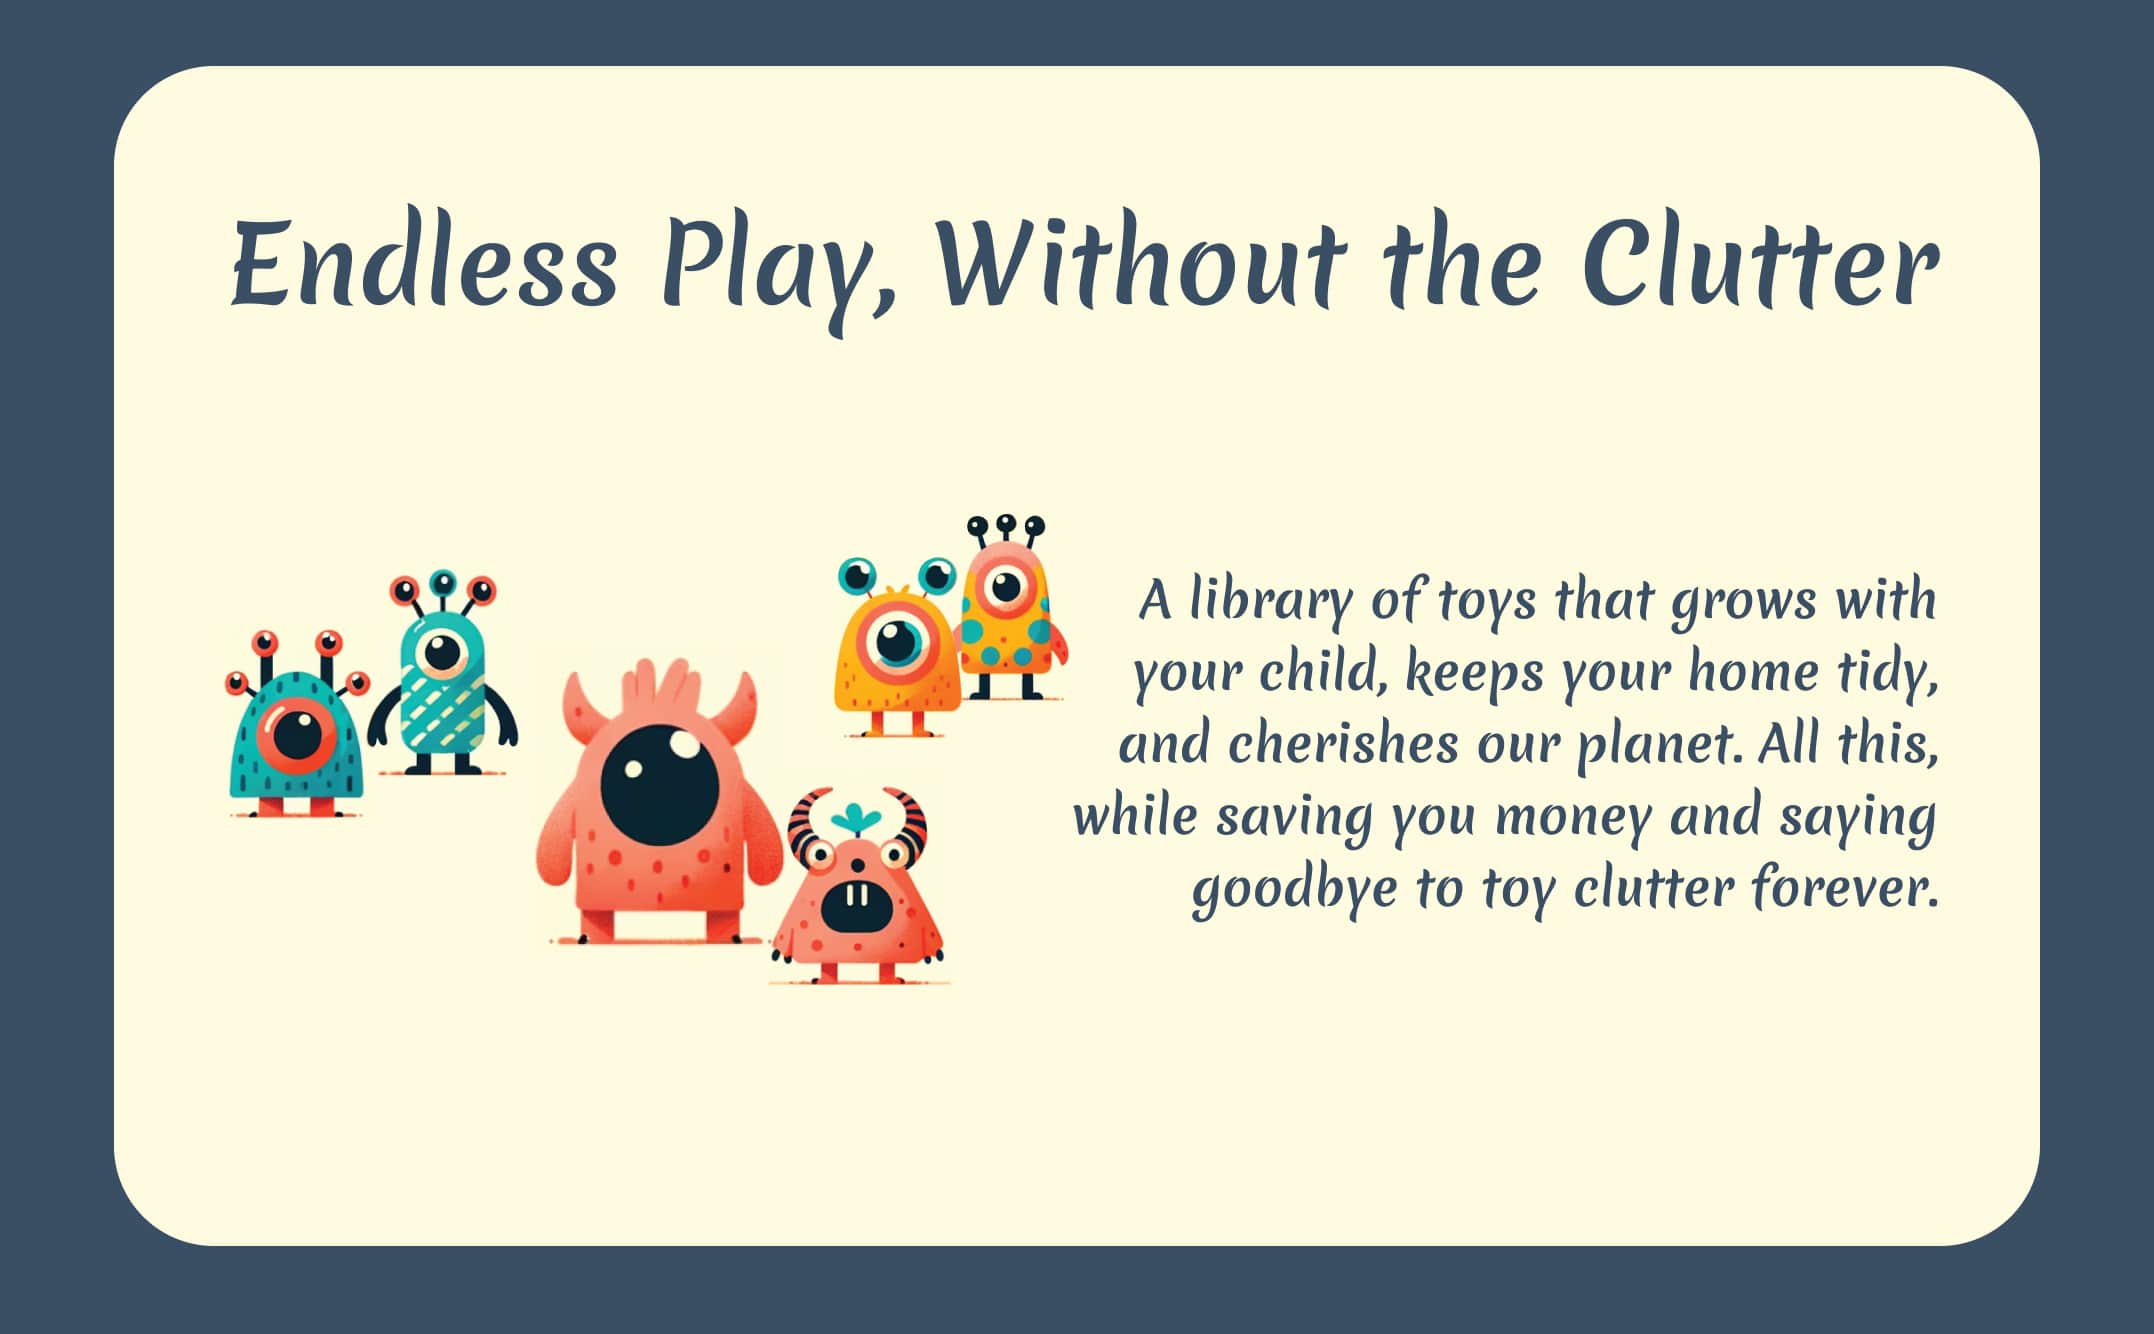 Endless Play, Without the Clutter
A library of toys that grows with
your child, keeps your home tidy,
and cherishes our planet. All this,
while saving you money and saying
goodbye to toy clutter forever.